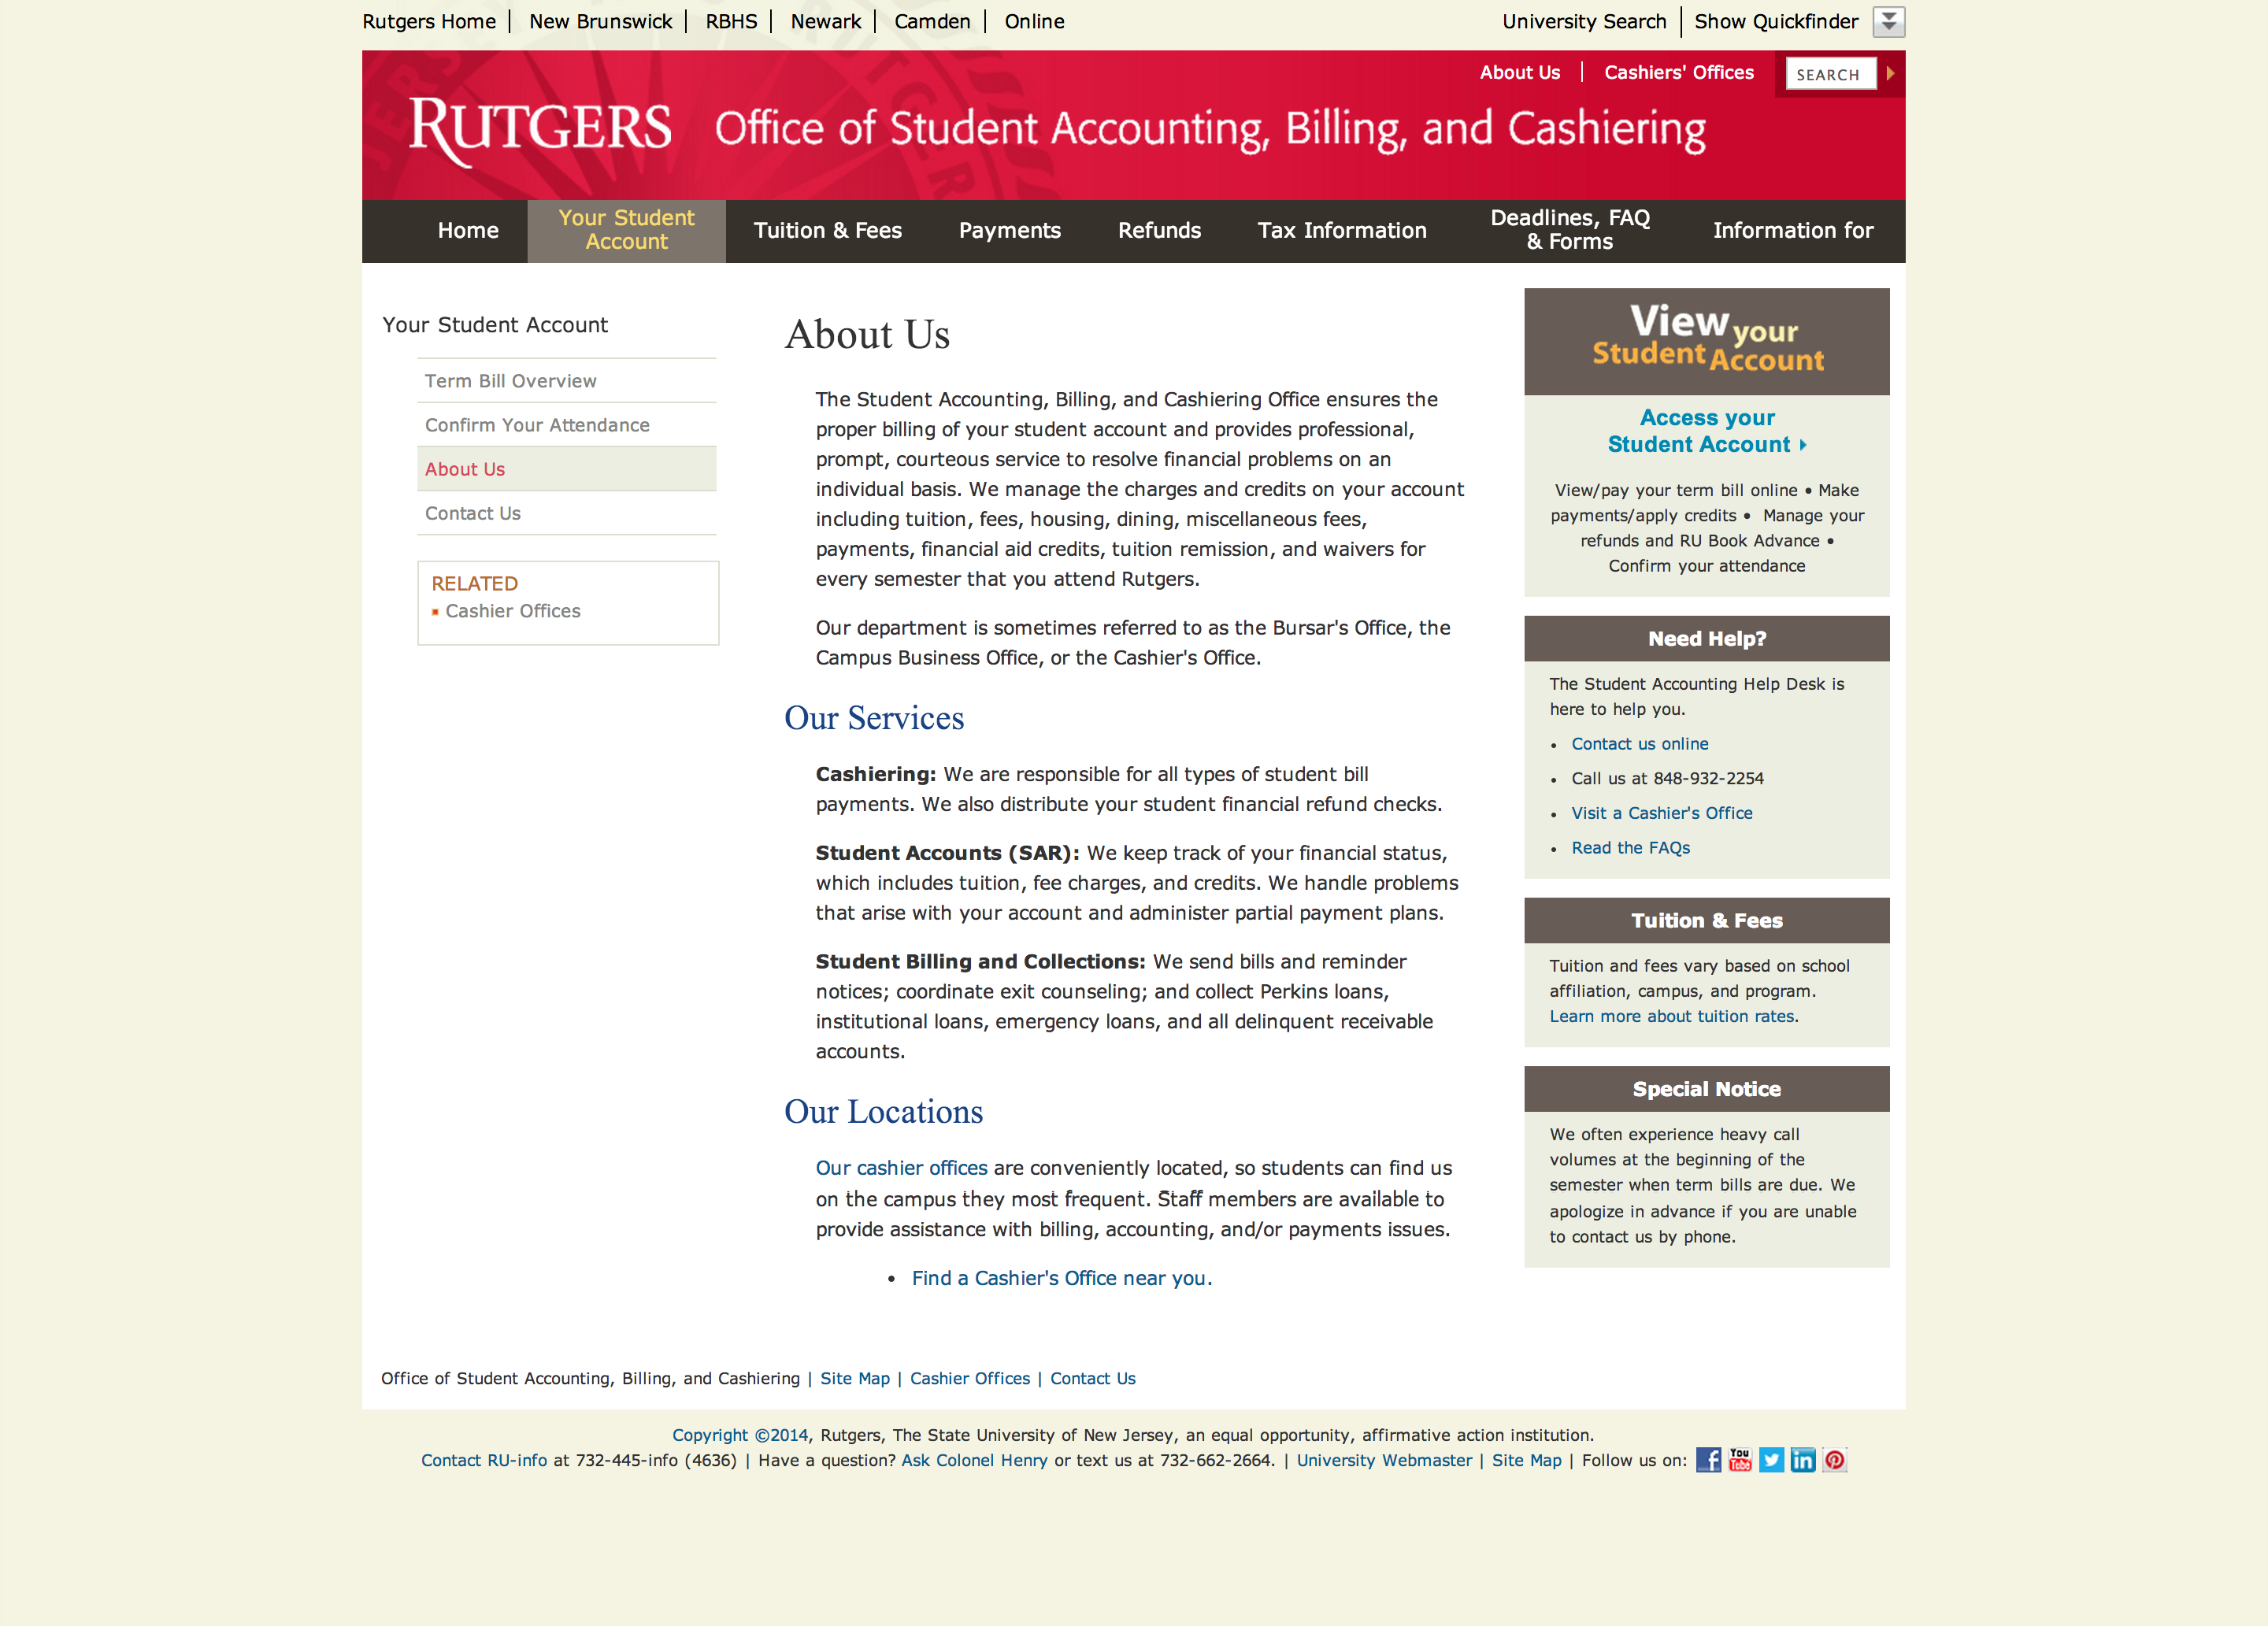 Rutgers Home
New Brunswick
RBHS
Newark
Camden
Online
University Search
Show Quickfinder
About Us
Cashiers' Offices
SEARCH
RUTGERS
Office of Student Accounting, Billing, and Cashiering
Home
Your Student
Account
Tuition & Fees
Payments
Refunds
Tax Information
Deadlines, FAQ
& Forms
Information for
Your Student Account
Term Bill Overview
Confirm Your Attendance
About Us
Contact Us
RELATED
Cashier Offices
About Us
The Student Accounting, Billing, and Cashiering Office ensures the
proper billing of your student account and provides professional,
prompt, courteous service to resolve financial problems on an
individual basis. We manage the charges and credits on your account
including tuition, fees, housing, dining, miscellaneous fees,
payments, financial aid credits, tuition remission, and waivers for
every semester that you attend Rutgers.
Our department is sometimes referred to as the Bursar's Office, the
Campus Business Office, or the Cashier's Office.
Our Services
Cashiering: We are responsible for all types of student bill
payments. We also distribute your student financial refund checks.
Student Accounts (SAR): We keep track of your financial status,
which includes tuition, fee charges, and credits. We handle problems
that arise with your account and administer partial payment plans.
Student Billing and Collections: We send bills and reminder
notices; coordinate exit counseling; and collect Perkins loans,
institutional loans, emergency loans, and all delinquent receivable
accounts.
Our Locations
Our cashier offices are conveniently located, so students can find us
on the campus they most frequent. Staff members are available to
provide assistance with billing, accounting, and/or payments issues.
• Find a Cashier's Office near you.
View your
Student Account
Access your
Student Account
View/pay your term bill online • Make
payments/apply credits • Manage your
refunds and RU Book Advance •
Confirm your attendance
Need Help?
The Student Accounting Help Desk is
here to help you.
• Contact us online
• Call us at 848-932-2254
• Visit a Cashier's Office
• Read the FAQs
Tuition & Fees
Tuition and fees vary based on school
affiliation, campus, and program.
Learn more about tuition rates.
Special Notice
We often experience heavy call
volumes at the beginning of the
semester when term bills are due. We
apologize in advance if you are unable
to contact us by phone.
Office of Student Accounting, Billing, and Cashiering | Site Map | Cashier Offices | Contact Us
Copyright ©2014, Rutgers, The State University of New Jersey, an equal opportunity, affirmative action institution.
Contact RU-info at 732-445-info (4636) | Have a question? Ask Colonel Henry or text us at 732-662-2664. | University Webmaster | Site Map | Follow us on: